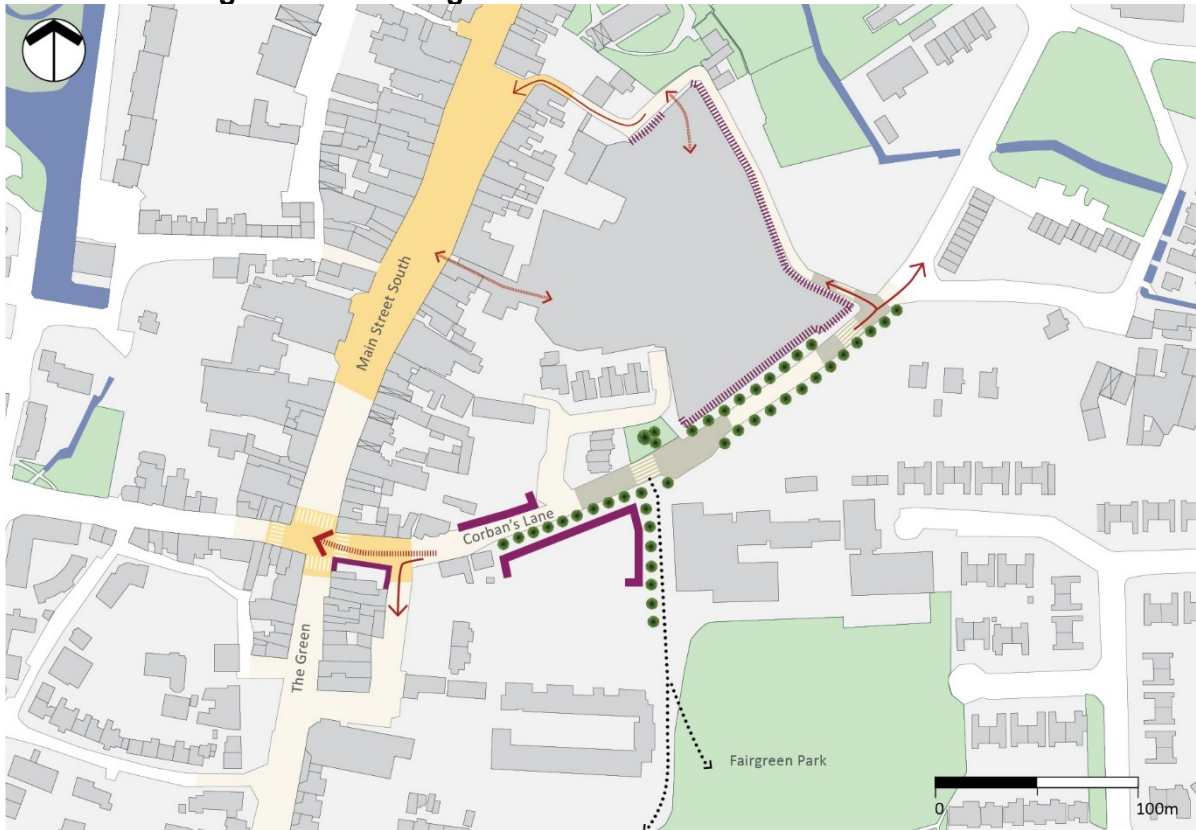 Main Street South
Corban's Lane
The Green
Fairgreen Park
0
100m